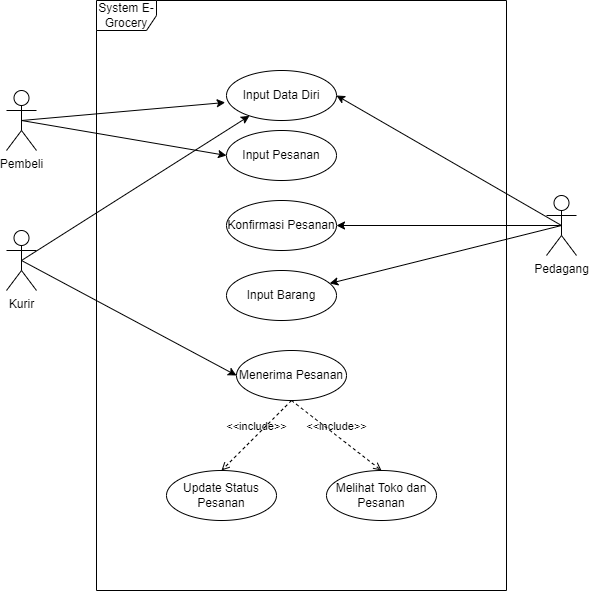 System E-
Grocery
Input Data Diri
Pembeli
Input Pesanan
Konfirmasi Pesanan
Pedagang
Kurir
Input Barang
Menerima Pesanan
<<include>>
<<include>>
Update Status
Pesanan
Melihat Toko dan
Pesanan